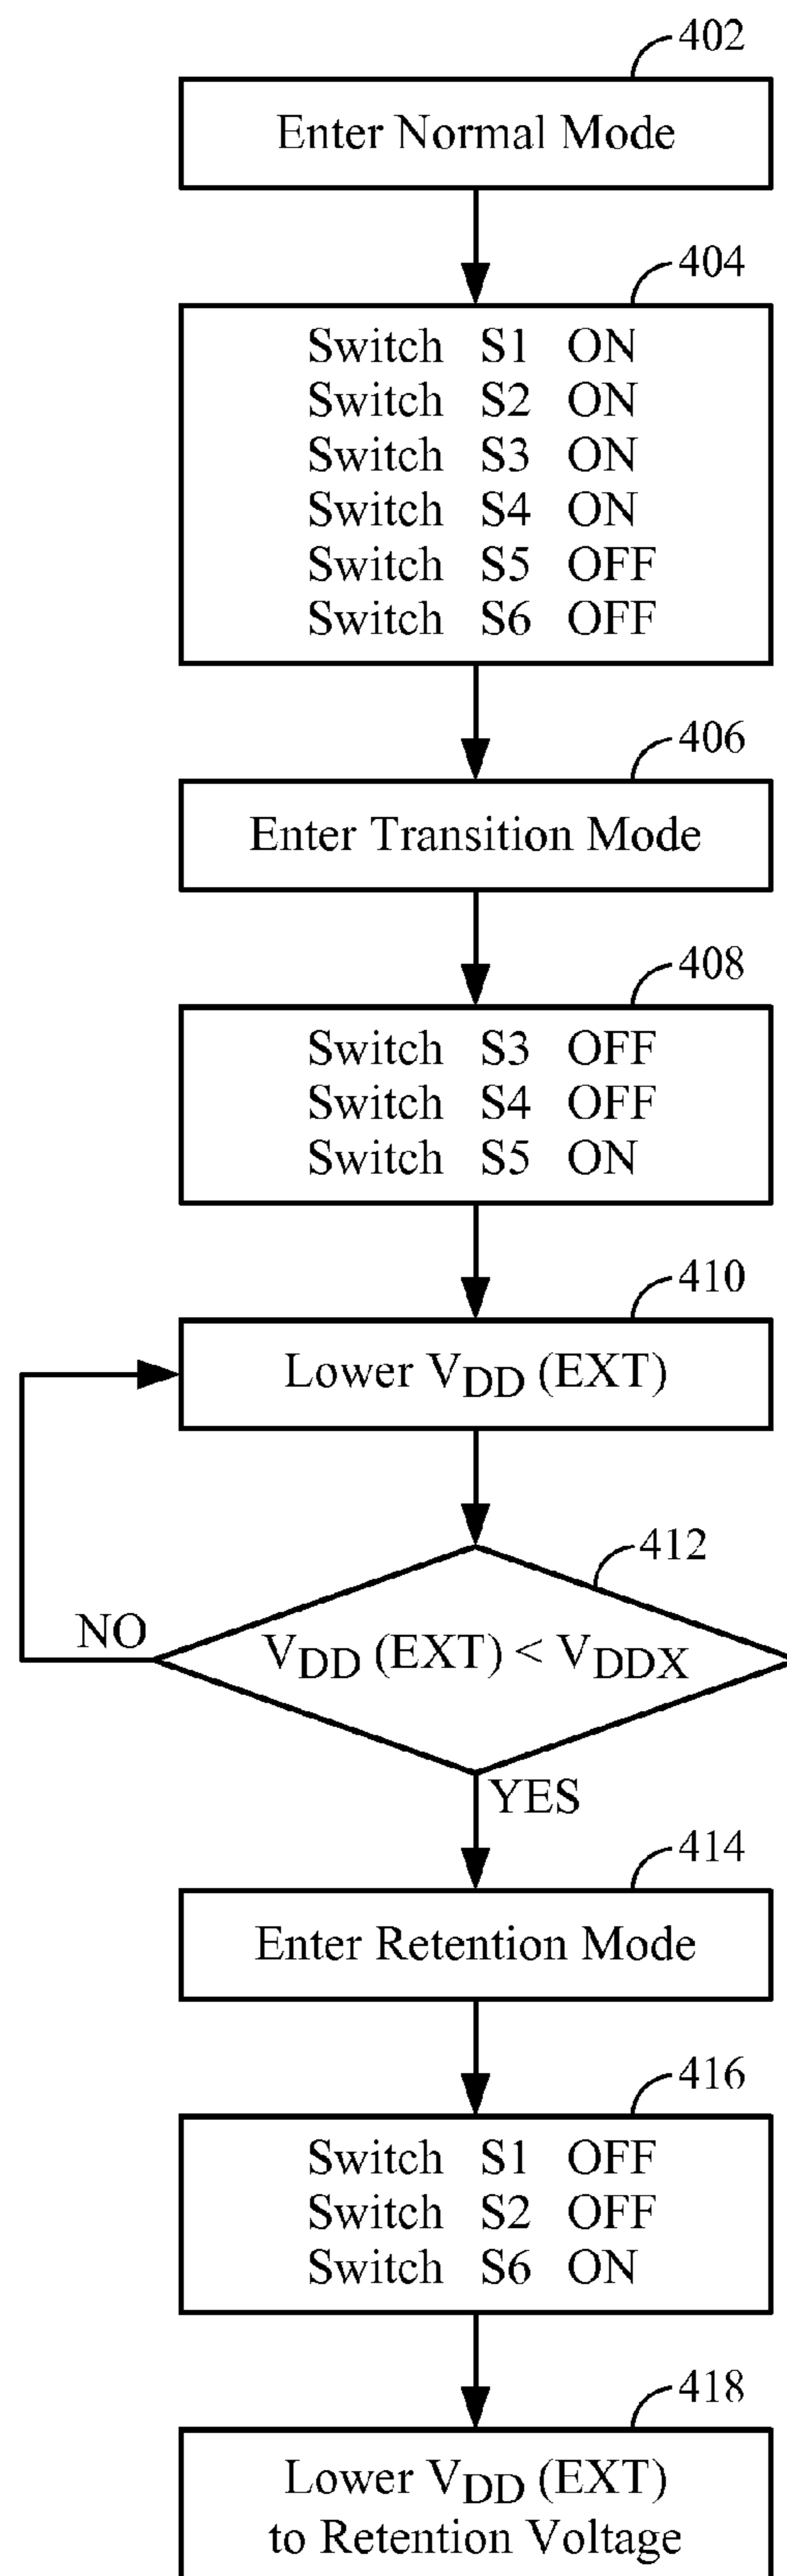 402
Enter Normal Mode
404
Switch S1 ON
Switch S2 ON
Switch S3 ON
Switch S4 ON
Switch S5 OFF
Switch S6 OFF
406
Enter Transition Mode
408
Switch S3 OFF
Switch S4 OFF
Switch S5 ON
410
Lower VDD (EXT)
412
NO
VDD (EXT) < VDDX
YES
414
Enter Retention Mode
416
Switch S1 OFF
Switch S2 OFF
Switch S6 ON
418
Lower VDD (EXT)
to Retention Voltage